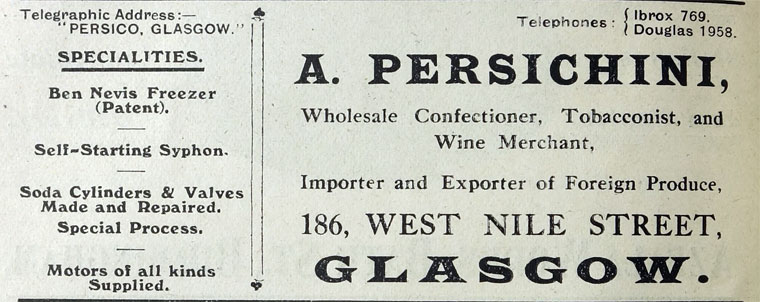 Telegraphic Address:—
"PERSICO, GLASGOW."
SPECIALITIES.
Ben Nevis Freezer
(Patent).
Self-Starting Syphon.
Soda Cylinders & Valves
Made and Repaired.
Special Process.
Motors of all kinds
Supplied.
Telephones: { Ibrox 769.
Douglas 1958.
A. PERSICHINI,
Wholesale Confectioner, Tobacconist, and
Wine Merchant,
Importer and Exporter of Foreign Produce,
186, WEST NILE STREET,
GLASGOW.